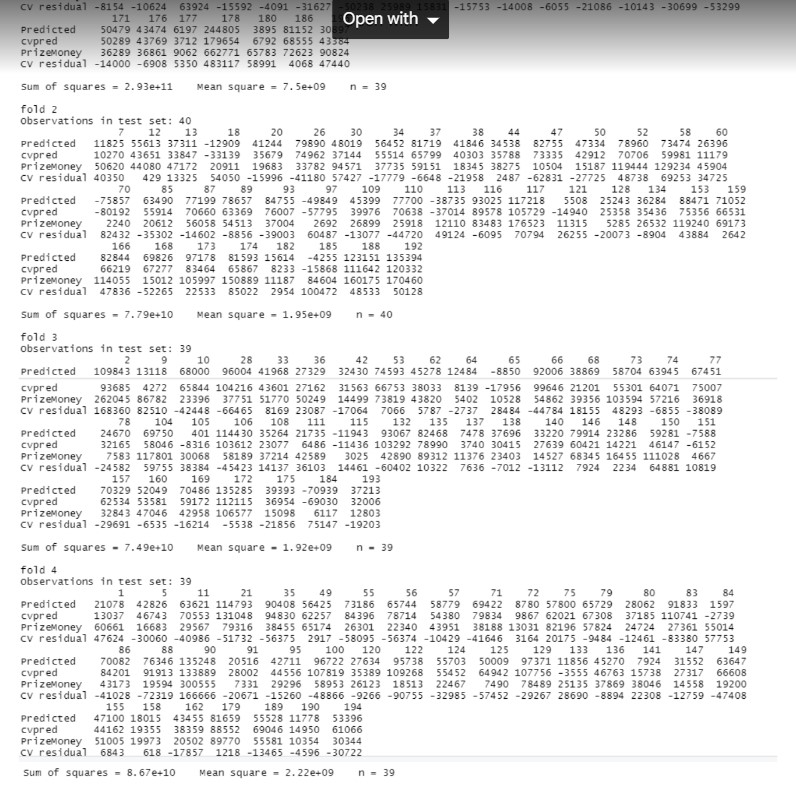 cv residual -8154 -10624 63924 -15592 -4091 -31627 -15753 -14008 -6055 -21086 -10143 -30699 -53299
Open with
171 176 177 178 180 186
Predicted 50479 43474 6197 244805 3895 81152
cvpred 50289 43769 3712 179654 6792 68555 43384
PrizeMoney 36289 36861 9062 662771 65783 72623 90824
CV residual -14000 -6908 5350 483117 58991 4068 47440
Sum of squares = 2.93e+11 Mean square = 7.5e+09 n = 39
fold 2
Observations in test set: 40
7 12 13 18 20 26 30 34 37 38 44 47 50 52 58 60
Predicted 11825 55613 37311 -12909 41244 79890 48019 56452 81719 41846 34538 82755 47334 78960 73474 26396
cvpred 10270 43651 33847 -33139 35679 74962 37144 55514 65799 40303 35788 73335 42912 70706 59981 11179
PrizeMoney 50620 44080 47172 20911 19683 33782 94571 37735 59151 18345 38275 10504 15187 119444 129234 45904
CV residual 40350 429 13325 54050 -15996 -41180 57427 -17779 -6648 -21958 2487 -62831 -27725 48738 69253 34725
70 85 87 89 93 97 109 110 113 116 117 121 128 134 153 159
Predicted -75857 63430 77199 78657 84755 -49849 45399 77700 -38735 93025 117218 5508 25243 36284 88471 71052
cvpred -80192 55914 70660 63369 76007 -57795 39976 70638 -37014 89578 105729 -14940 25358 35436 75356 66531
PrizeMoney 2240 20612 56058 54513 37004 2692 26899 25918 12110 83483 176523 11315 5285 26532 119240 69173
CV residual 82432 -35302 -14602 -8856 -39003 60487 -13077 -44720 49124 -6095 70794 26255 -20073 -8904 43884 2642
166 168 173 174 182 185 188 192
Predicted 82844 69826 97178 81593 15614 -4255 123151 135394
cvpred 66219 67277 83464 65867 8233 -15868 111642 120332
PrizeMoney 114055 15012 105997 150889 11187 84604 160175 170460
CV residual 47836 -52265 22533 85022 2954 100472 48533 50128
Sum of squares = 7.79e+10 Mean square = 1.95e+09 n = 40
fold 3
Observations in test set: 39
2 9 10 28 33 36 42 53 62 64 65 66 68 73 74 77
Predicted 109843 13118 68000 96004 41968 27329 32430 74593 45278 12484 -8850 92006 38869 58704 63945 67451
cvpred 93685 4272 65844 104216 43601 27162 31563 66753 38033 8139 -17956 99646 21201 55301 64071 75007
PrizeMoney 262045 86782 23396 37751 51770 50249 14499 73819 43820 5402 10528 54862 39356 103594 57216 36918
CV residual 168360 82510 -42448 -66465 8169 23087 -17064 7066 5787 -2737 28484 -44784 18155 48293 -6855 -38089
78 104 105 106 108 111 115 132 135 137 138 140 146 148 150 151
Predicted 24670 69750 401 114430 35264 21735 -11943 93067 82468 7478 37696 33220 79914 23286 59281 -7588
cvpred 32165 58046 -8316 103612 23077 6486 -11436 103292 78990 3740 30415 27639 60421 14221 46147 -6152
PrizeMoney 7583 117801 30068 58189 37214 42589 3025 42890 89312 11376 23403 14527 68345 16455 111028 4667
CV residual -24582 59755 38384 -45423 14137 36103 14461 -60402 10322 7636 -7012 -13112 7924 2234 64881 10819
157 160 169 172 175 184 193
Predicted 70329 52049 70486 135285 39393 -70939 37213
cvpred 62534 53581 59172 112115 36954 -69030 32006
PrizeMoney 32843 47046 42958 106577 15098 6117 12803
CV residual -29691 -6535 -16214 -5538 -21856 75147 -19203
Sum of squares = 7.49e+10 Mean square = 1.92e+09 n = 39
fold 4
Observations in test set: 39
1 5 11 21 35 49 55 56 57 71 72 75 79 80 83 84
Predicted 21078 42826 63621 114793 90408 56425 73186 65744 58779 69422 8780 57800 65729 28062 91833 1597
cvpred 13037 46743 70553 131048 94830 62257 84396 78714 54380 79834 9867 62021 67308 37185 110741 -2739
PrizeMoney 60661 16683 29567 79316 38455 65174 26301 22340 43951 38188 13031 82196 57824 24724 27361 55014
CV residual 47624 -30060 -40986 -51732 -56375 2917 -58095 -56374 -10429 -41646 3164 20175 -9484 -12461 -83380 57753
86 88 90 91 95 100 120 122 124 125 129 133 136 141 147 149
Predicted 70082 76346 135248 20516 42711 96722 27634 95738 55703 50009 97371 11856 45270 7924 31552 63647
cvpred 84201 91913 133889 28002 44556 107819 35389 109268 55452 64942 107756 -3555 46763 15738 27317 66608
PrizeMoney 43173 19594 300555 7331 29296 58953 26123 18513 22467 7490 78489 25135 37869 38046 14558 19200
CV residual -41028 -72319 166666 -20671 -15260 -48866 -9266 -90755 -32985 -57452 -29267 28690 -8894 22308 -12759 -47408
155 158 162 179 189 190 194
Predicted 47100 18015 43455 81659 55528 11778 53396
cvpred 44162 19355 38359 88552 69046 14950 61066
PrizeMoney 51005 19973 20502 89770 55581 10354 30344
CV residual 6843 618 -17857 1218 -13465 -4596 -30722
Sum of squares = 8.67e+10 Mean square = 2.22e+09 n = 39